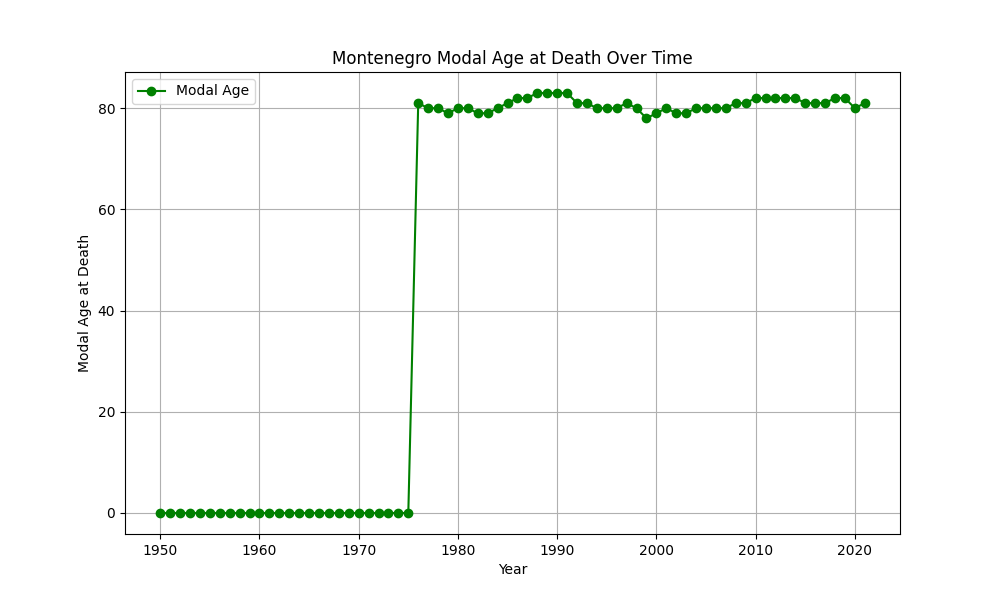 Montenegro Modal Age at Death Over Time
Modal Age
Modal Age at Death
80
60
40
20
0
1950 1960 1970 1980 1990 2000 2010 2020
Year